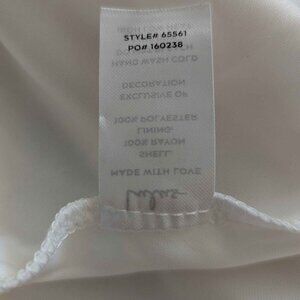 STYLE# 65561
PO# 160238
Lulus
MADE WITH LOVE
SHELL
100% RAYON
LINING
100% POLYESTER
EXCLUSIVE OF
DECORATION
HAND WASH COLD